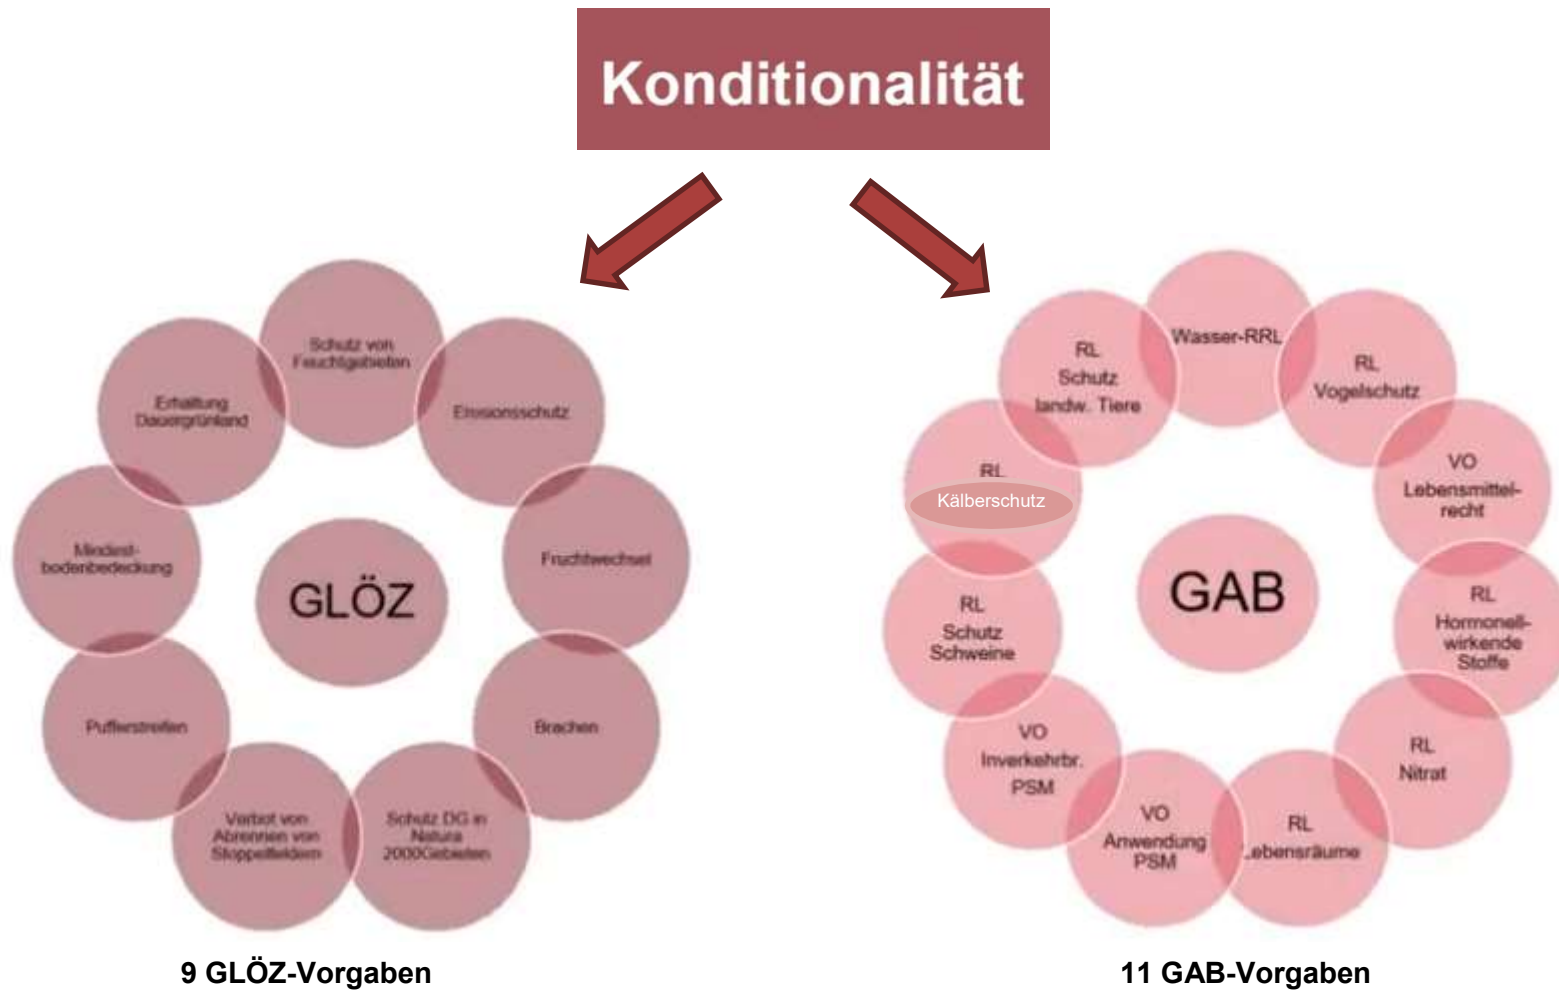 Konditionalität
Schutz von
Feuchtgebieten
Erosionsschutz
Fruchtwechsel
Brachen
Schutz DG in
Natura
2000Gebieten
Verbot von
Abrennen von
Stoppelfeldern
Pufferstreifen
Mindest-
bodenbedeckung
Erhaltung
Dauergrünland
GLÖZ
9 GLÖZ-Vorgaben
Wasser-RRL
RL
Vogelschutz
VO
Lebensmittel-
recht
RL
Hormonell-
wirkende
Stoffe
RL
Nitrat
RL
Lebensräume
VO
Anwendung
PSM
VO
Inverkehrbr.
PSM
RL
Schutz
Schweine
RL
Kälberschutz
RL
Schutz
landw. Tiere
GAB
11 GAB-Vorgaben